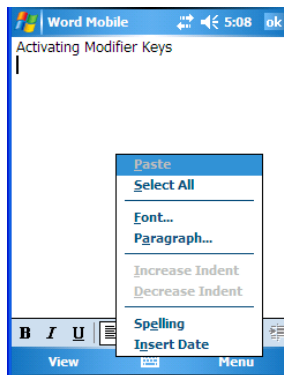 Word Mobile 5:08 ok
Activating Modifier Keys
Paste
Select All
Font...
Paragraph...
Increase Indent
Decrease Indent
Spelling
Insert Date
B I U
View Menu